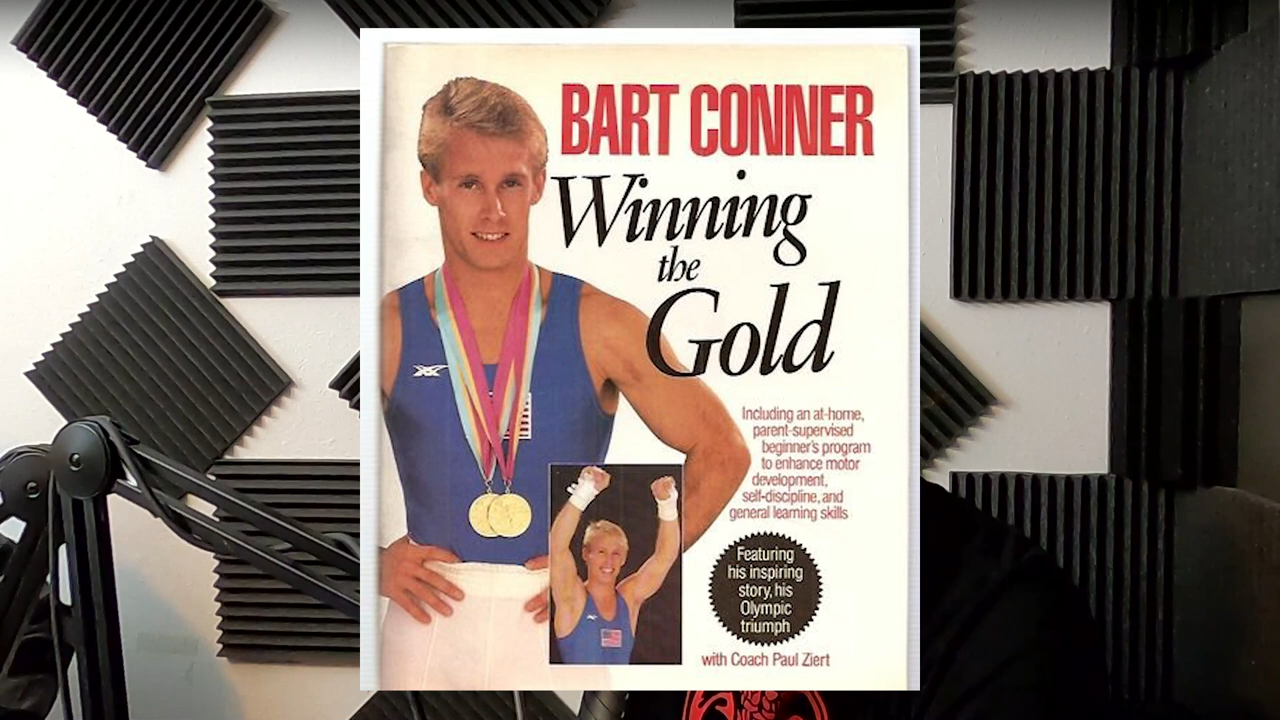 BART CONNER
Winning
the
Gold
Including an at-home,
parent-supervised
beginner's program
to enhance motor
development,
self-discipline, and
general learning skills
Featuring
his inspiring
story, his
Olympic
triumph
with Coach Paul Ziert